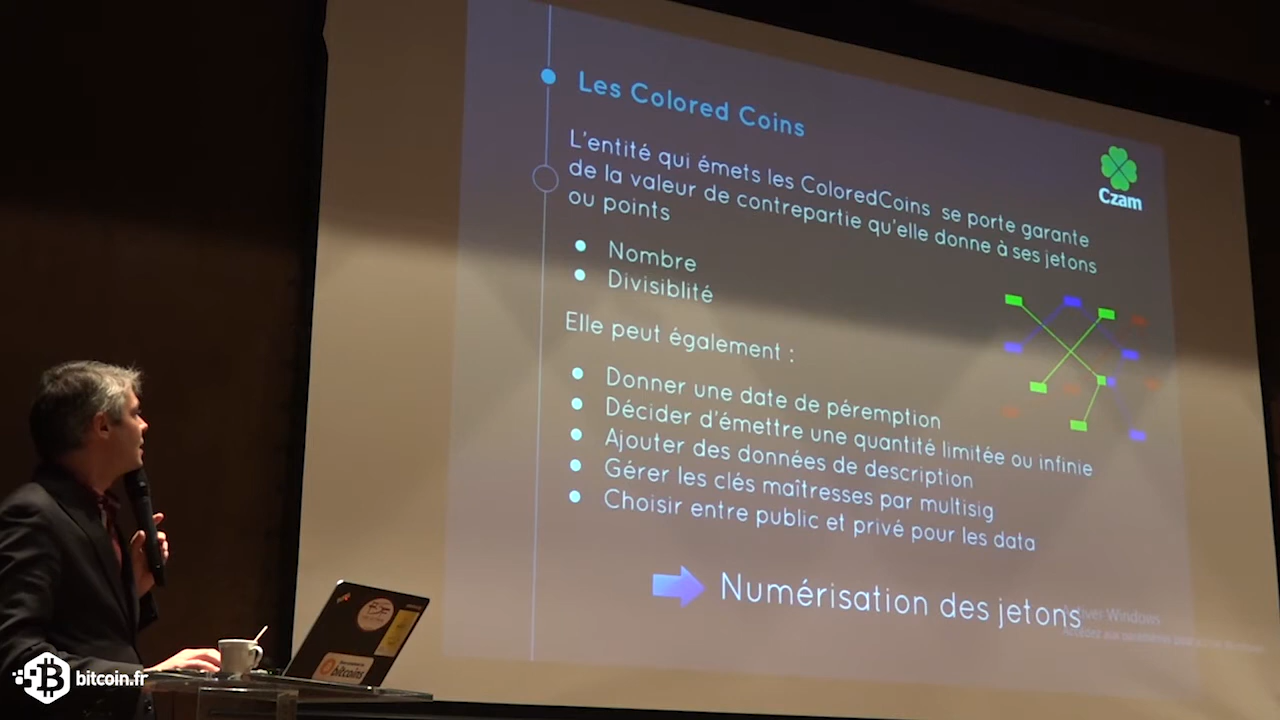 Les Colored Coins
L'entité qui émets les ColoredCoins se porte garante
de la valeur de contrepartie qu'elle donne à ses jetons
ou points
Nombre
Divisiblité
Elle peut également :
Donner une date de péremption
Décider d'émettre une quantité limitée ou infinie
Ajouter des données de description
Gérer les clés maîtresses par multisig
Choisir entre public et privé pour les data
Numérisation des jetons
Czam
Windows
bitcoins
bitcoin.fr